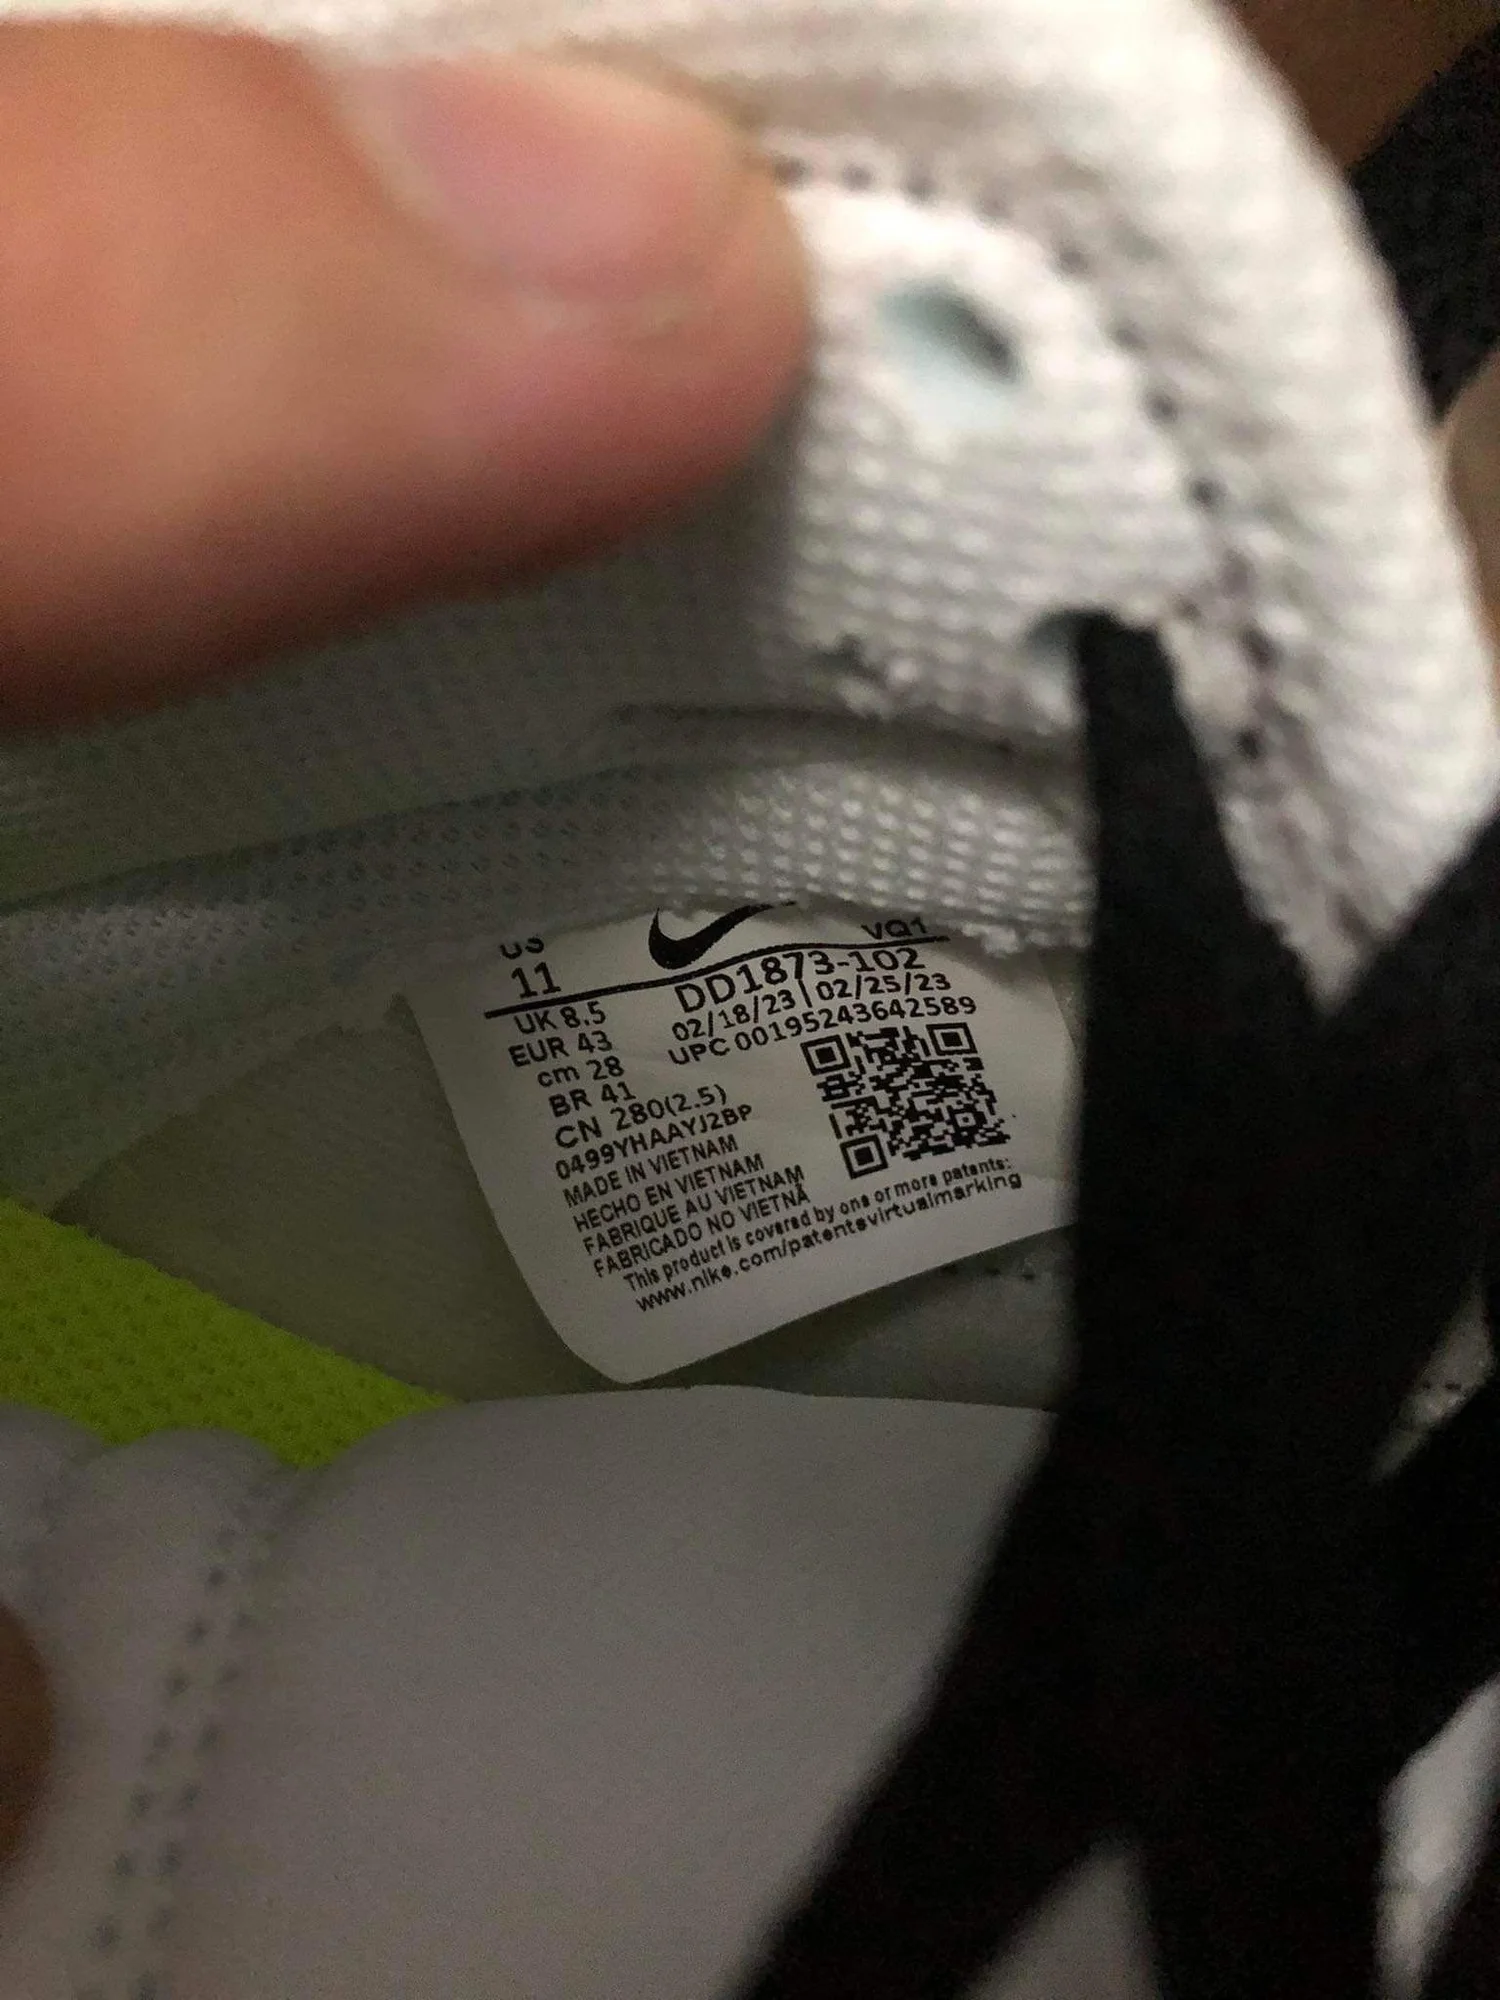 US VQ1
11 DD1873-102
UK 8.5 02/18/23 | 02/25/23
EUR 43 UPC 00195243642589
cm 28
BR 41
CN 280(2.5)
0499YHAAYJ2BP
MADE IN VIETNAM
HECHO EN VIETNAM
FABRIQUE AU VIETNAM
FABRICADO NO VIETNÃ
This product is covered by one or more patents:
www.nike.com/patentsvirtualmarking